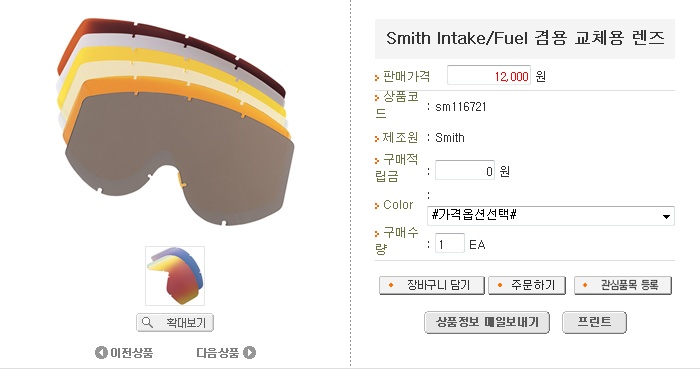 Smith Intake/Fuel 겸용 교체용 렌즈
판매가격 12,000 원
상품코
드 : sm116721
제조원 : Smith
구매적
립금 : 0 원
Color :
#가격옵션선택#
구매수
량 : 1 EA
장바구니 담기 주문하기 관심품목 등록
상품정보 메일보내기 프린트
확대보기
이전상품 다음상품